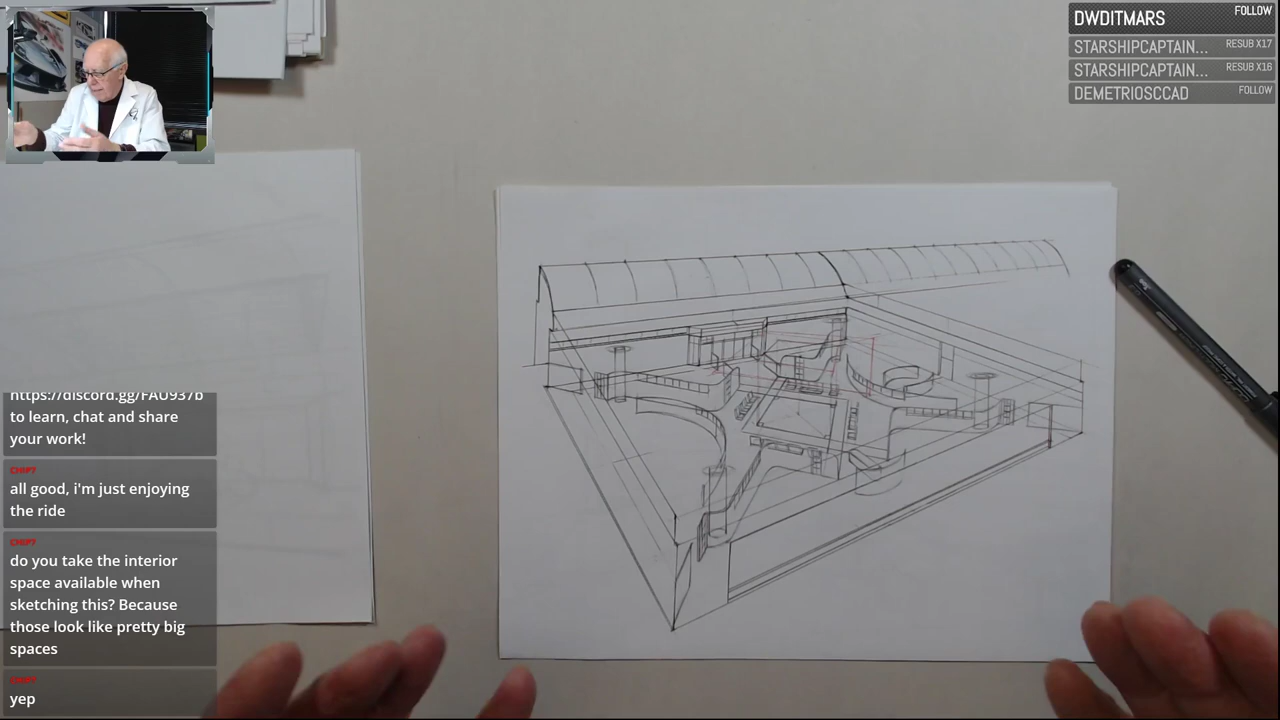 DWDITMARS FOLLOW
STARSHIPCAPTAIN... RESUB X17
STARSHIPCAPTAIN... RESUB X16
DEMETRIOSCCAD FOLLOW
https://discord.gg/FAU937b
to learn, chat and share
your work!
all good, i'm just enjoying
the ride
do you take the interior
space available when
sketching this? Because
those look like pretty big
spaces
yep